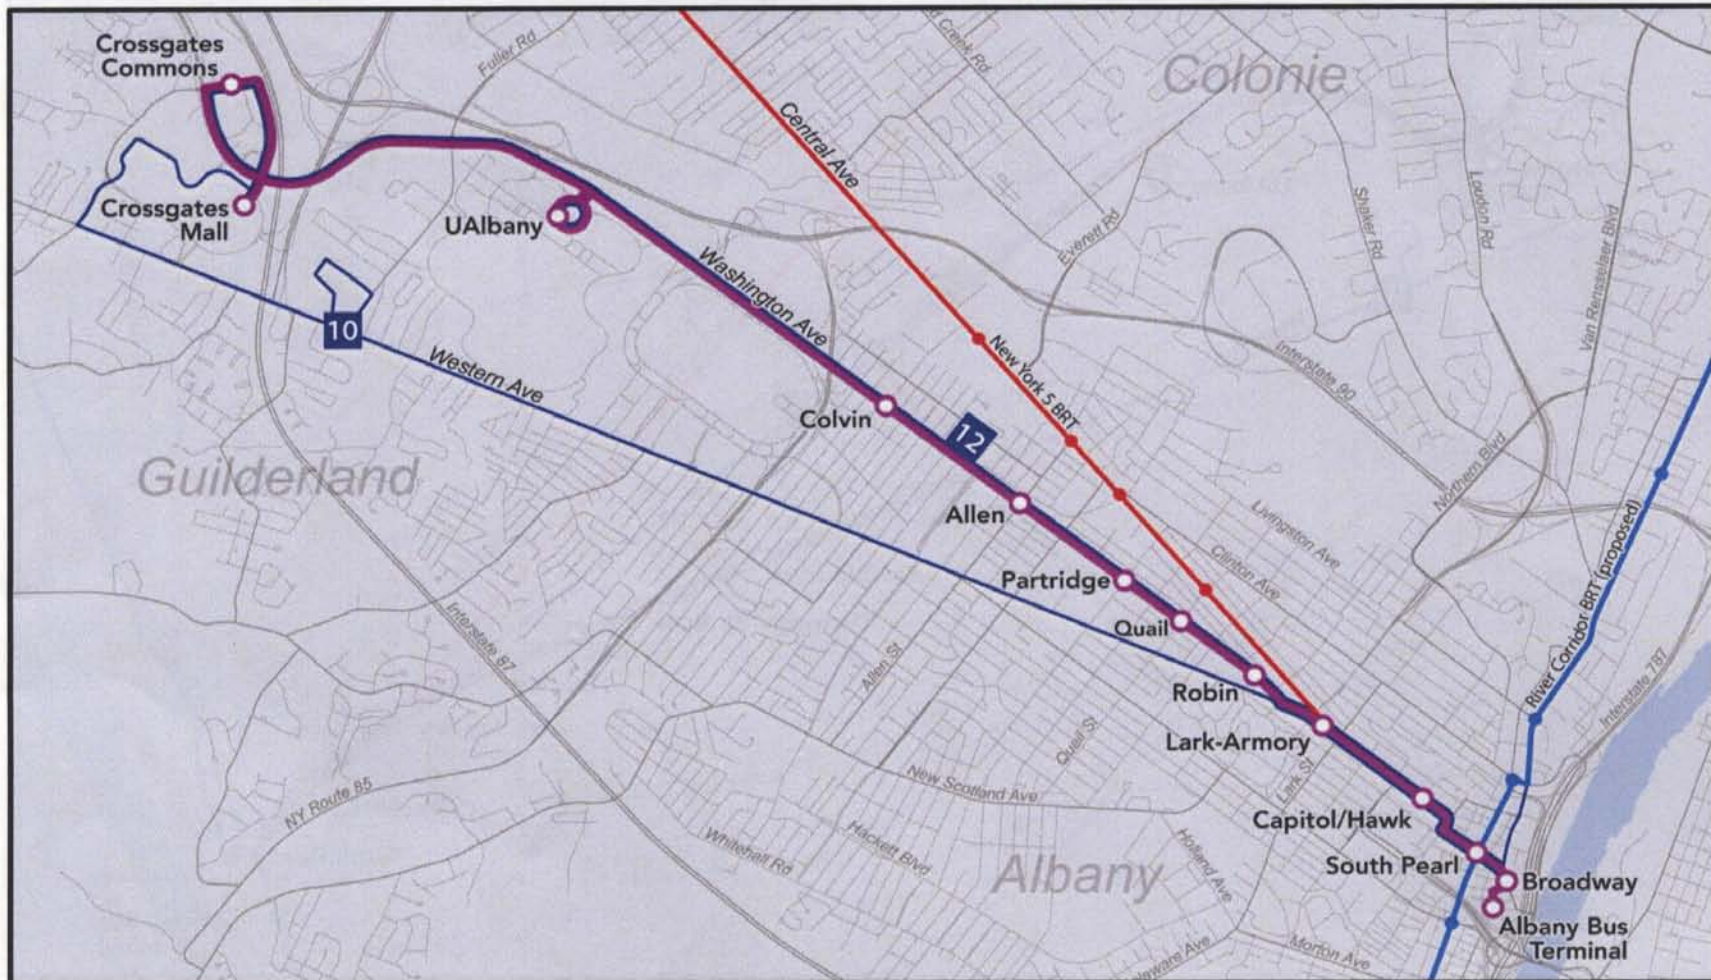 Crossgates
Commons
Fuller Rd
Creek Rd
Colonie
Central Ave
Shaker Rd
Loudon Rd
Van Rensselaer Blvd
Crossgates
Mall
UAlbany
Everett Rd
Washington Ave
10
Western Ave
New York 5 BRT
Interstate 90
Colvin
12
Northern Blvd
Guilderland
Allen
Livingston Ave
Clinton Ave
River Corridor BRT (proposed)
Partridge
Quail
Interstate 87
Allen St
Robin
Interstate 787
Quail St
Lark-Armory
Lark St
New Scotland Ave
NY Route 85
Capitol/Hawk
Whitehall Rd
Hackett Blvd
Holland Ave
South Pearl
Albany
Broadway
Albany Bus
Terminal
Morton Ave
laware Ave